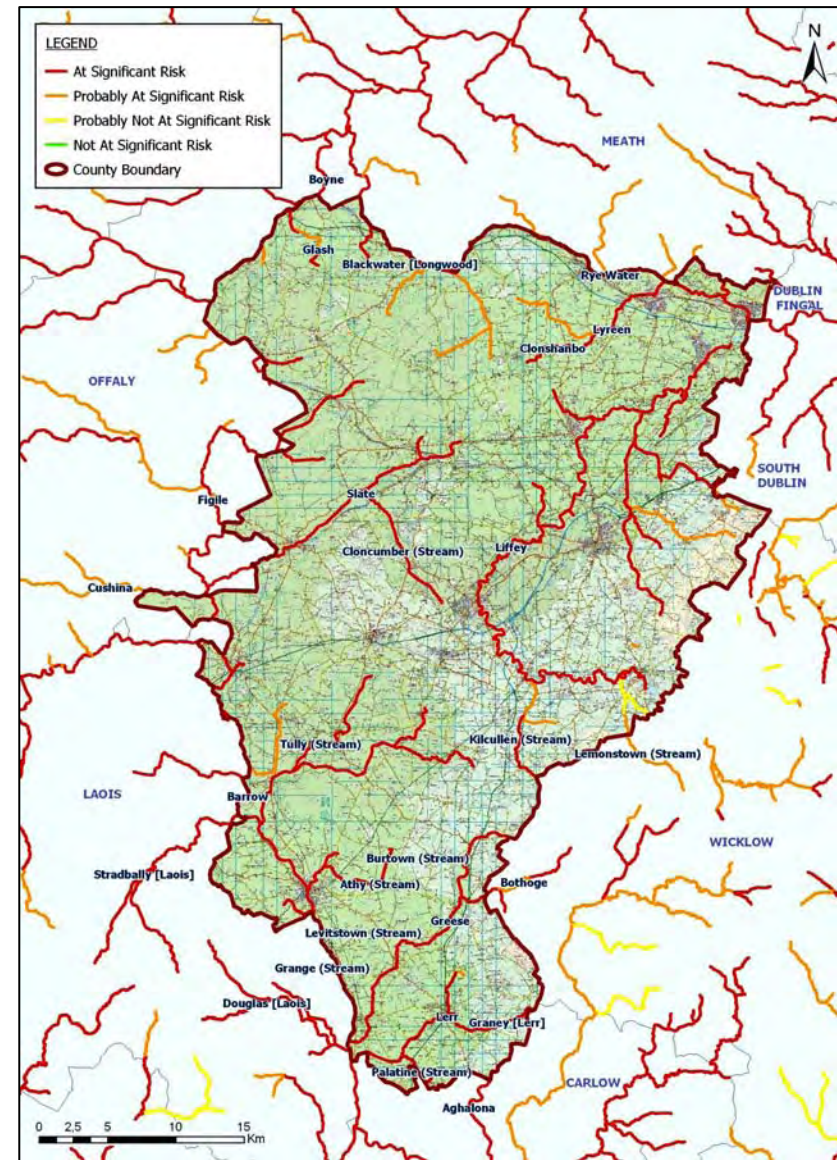 LEGEND
At Significant Risk
Probably At Significant Risk
Probably Not At Significant Risk
Not At Significant Risk
County Boundary
N
MEATH
Boyne
Glash
Blackwater [Longwood]
Rye Water
DUBLIN
FINGAL
Lyreen
Clonshanbo
OFFALY
SOUTH
DUBLIN
Slate
Figile
Cloncumber (Stream)
Liffey
Cushina
Tully (Stream)
Kilcullen (Stream)
Lemonstown (Stream)
LAOIS
Barrow
WICKLOW
Burtown (Stream)
Stradbally [Laois]
Athy (Stream)
Bothoge
Greese
Levitstown (Stream)
Grange (Stream)
Douglas [Laois]
Lerr
Graney [Lerr]
Palatine (Stream)
CARLOW
Aghalona
0 2,5 5 10 15
Km